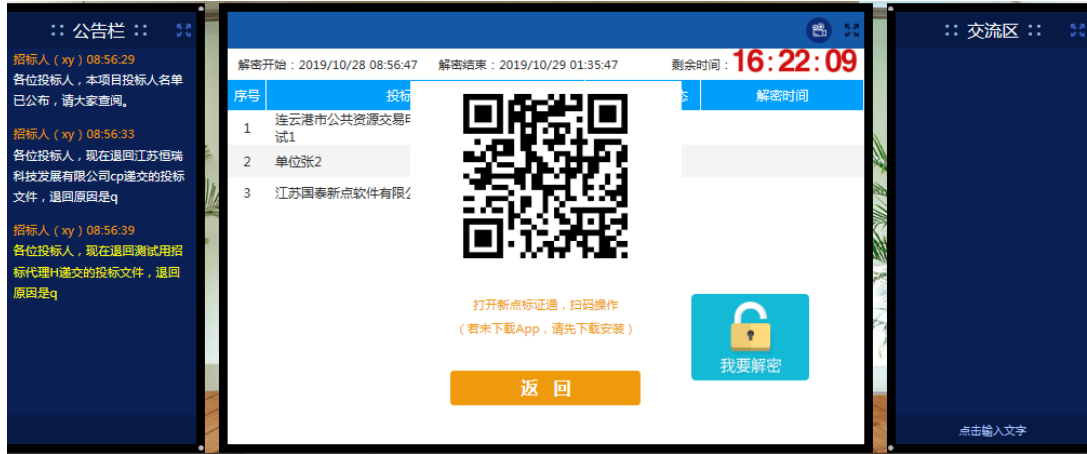 :: 公告栏 ::
招标人（xy）08:56:29
各位投标人，本项目投标人名单
已公布，请大家查阅。
招标人（xy）08:56:33
各位投标人，现在退回江苏恒瑞
科技发展有限公司cp递交的投标
文件，退回原因是q
招标人（xy）08:56:39
各位投标人，现在退回测试用招
标代理H递交的投标文件，退回
原因是q
解密开始：2019/10/28 08:56:47 解密结束：2019/10/29 01:35:47 剩余时间：16:22:09
序号 投标 态 解密时间
1 连云港市公共资源交易电
试1
2 单位张2
3 江苏国泰新点软件有限公
打开新点标证通，扫码操作
（若未下载App，请先下载安装）
返 回
我要解密
:: 交流区 ::
点击输入文字